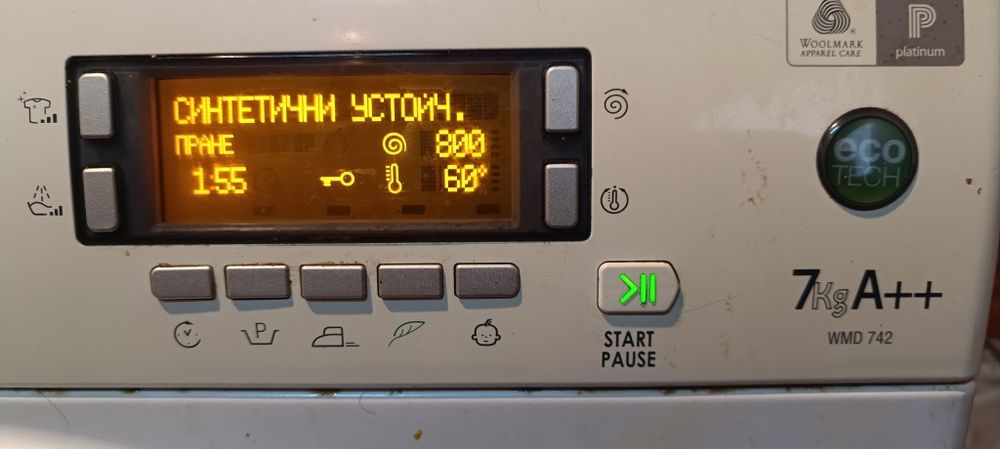 WOOLMARK
APPAREL CARE
P
platinum
СИНТЕТИЧНИ УСТОЙЧ.
ПРАНЕ 800
1:55 60°
eco
TECH
P
START
PAUSE
7Kg A++
WMD 742